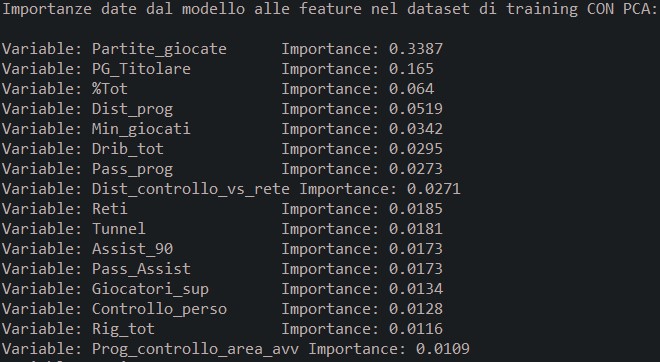 Importanze date dal modello alle feature nel dataset di training CON PCA:
Variable: Partite_giocate Importance: 0.3387
Variable: PG_Titolare Importance: 0.165
Variable: %Tot Importance: 0.064
Variable: Dist_prog Importance: 0.0519
Variable: Min_giocati Importance: 0.0342
Variable: Drib_tot Importance: 0.0295
Variable: Pass_prog Importance: 0.0273
Variable: Dist_controllo_vs_rete Importance: 0.0271
Variable: Reti Importance: 0.0185
Variable: Tunnel Importance: 0.0181
Variable: Assist_90 Importance: 0.0173
Variable: Pass_Assist Importance: 0.0173
Variable: Giocatori_sup Importance: 0.0134
Variable: Controllo_perso Importance: 0.0128
Variable: Rig_tot Importance: 0.0116
Variable: Prog_controllo_area_avv Importance: 0.0109